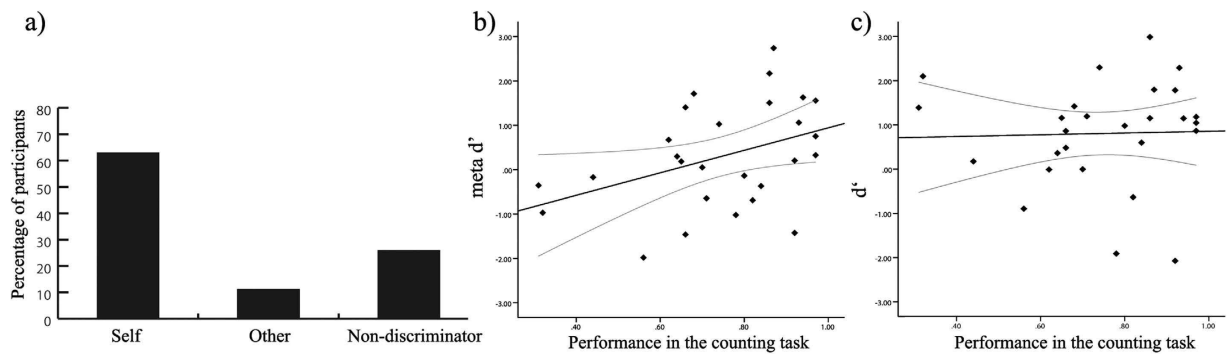 a)
Percentage of participants
80
70
60
50
40
30
20
10
0
Self Other Non-discriminator
b)
meta d’
3.00
2.00
1.00
.00
-1.00
-2.00
-3.00
.40 .60 .80 1.00
Performance in the counting task
c)
d‘
3.00
2.00
1.00
.00
-1.00
-2.00
-3.00
.40 .60 .80 1.00
Performance in the counting task